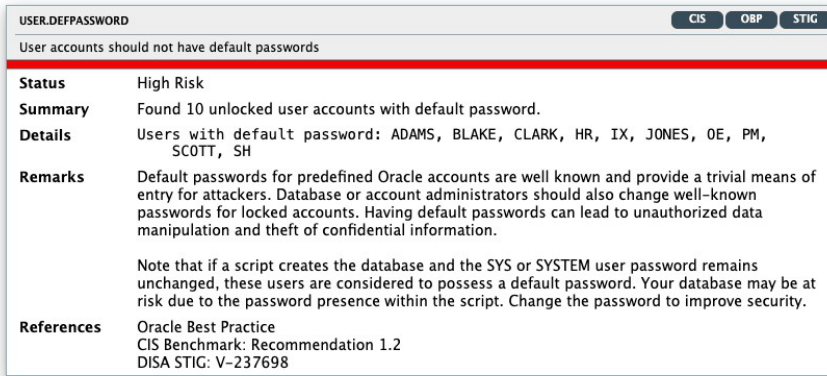 USER.DEFPASSWORD CIS OBP STIG
User accounts should not have default passwords
Status High Risk
Summary Found 10 unlocked user accounts with default password.
Details Users with default password: ADAMS, BLAKE, CLARK, HR, IX, JONES, OE, PM,
SCOTT, SH
Remarks Default passwords for predefined Oracle accounts are well known and provide a trivial means of
entry for attackers. Database or account administrators should also change well-known
passwords for locked accounts. Having default passwords can lead to unauthorized data
manipulation and theft of confidential information.
Note that if a script creates the database and the SYS or SYSTEM user password remains
unchanged, these users are considered to possess a default password. Your database may be at
risk due to the password presence within the script. Change the password to improve security.
References Oracle Best Practice
CIS Benchmark: Recommendation 1.2
DISA STIG: V-237698